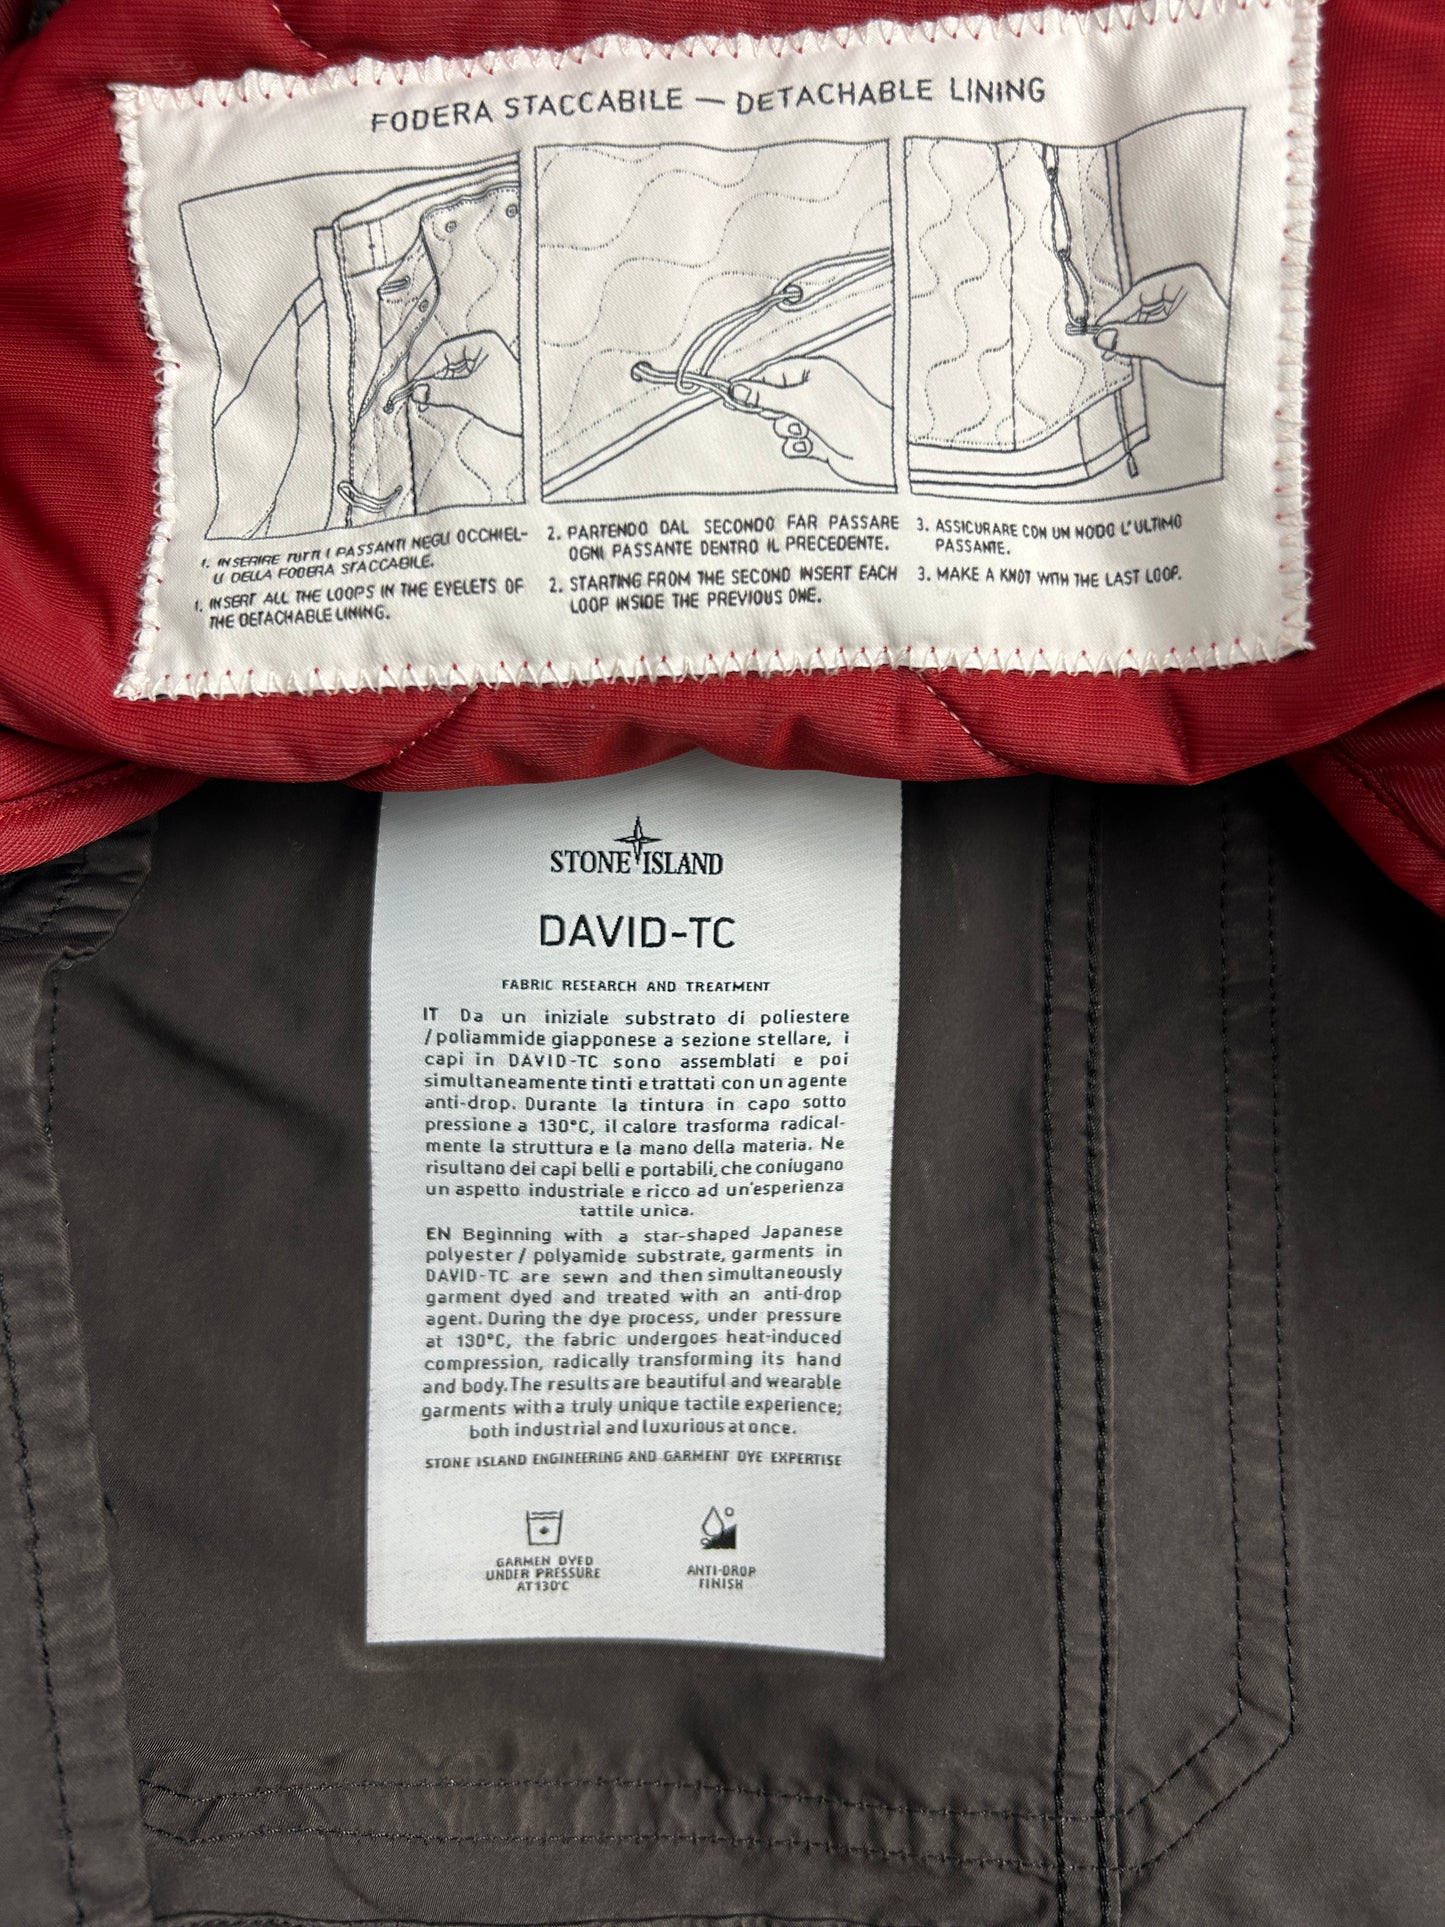 FODERA STACCABILE — DETACHABLE LINING
1. INSERIRE TUTTI I PASSANTI NEGLI OCCHIEL-
LI DELLA FODERA STACCABILE.
1. INSERT ALL THE LOOPS IN THE EYELETS OF
THE DETACHABLE LINING.
2. PARTENDO DAL SECONDO FAR PASSARE
OGNI PASSANTE DENTRO IL PRECEDENTE.
2. STARTING FROM THE SECOND INSERT EACH
LOOP INSIDE THE PREVIOUS ONE.
3. ASSICURARE CON UN NODO L'ULTIMO
PASSANTE.
3. MAKE A KNOT WITH THE LAST LOOP.
STONE ISLAND
DAVID-TC
FABRIC RESEARCH AND TREATMENT
IT Da un iniziale substrato di poliestere
/poliammide giapponese a sezione stellare, i
capi in DAVID-TC sono assemblati e poi
simultaneamente tinti e trattati con un agente
anti-drop. Durante la tintura in capo sotto
pressione a 130°C, il calore trasforma radical-
mente la struttura e la mano della materia. Ne
risultano dei capi belli e portabili, che coniugano
un aspetto industriale e ricco ad un'esperienza
tattile unica.
EN Beginning with a star-shaped Japanese
polyester / polyamide substrate, garments in
DAVID-TC are sewn and then simultaneously
garment dyed and treated with an anti-drop
agent. During the dye process, under pressure
at 130°C, the fabric undergoes heat-induced
compression, radically transforming its hand
and body. The results are beautiful and wearable
garments with a truly unique tactile experience;
both industrial and luxurious at once.
STONE ISLAND ENGINEERING AND GARMENT DYE EXPERTISE
GARMEN DYED
UNDER PRESSURE
AT 130°C
ANTI-DROP
FINISH